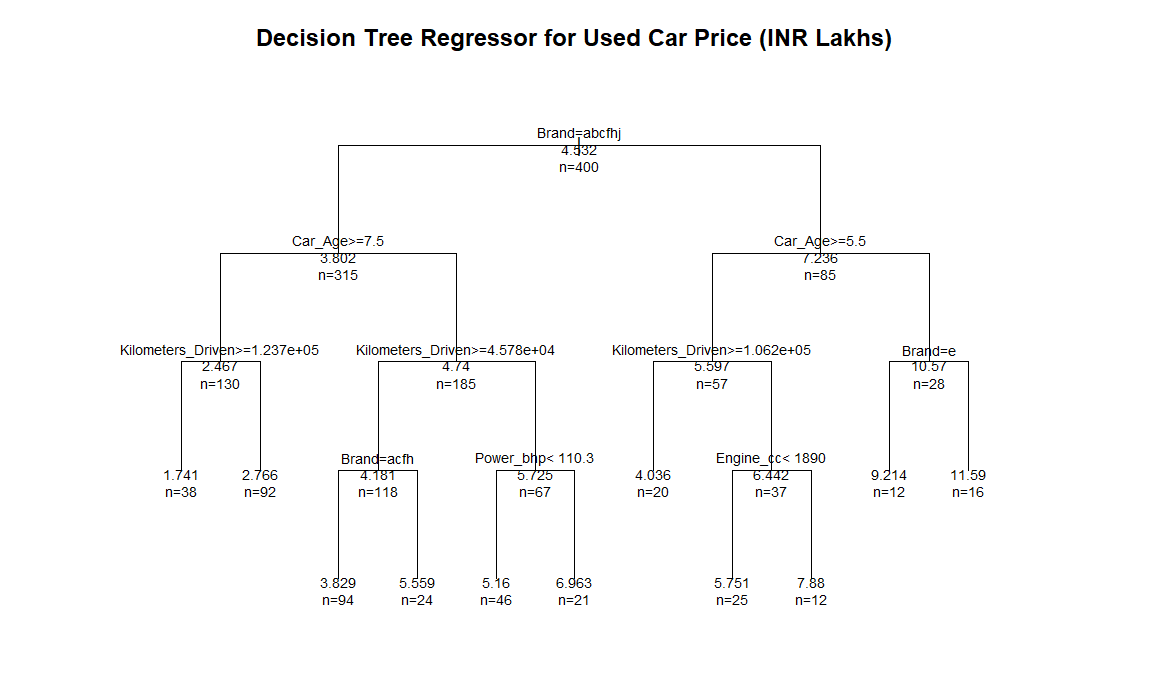 Decision Tree Regressor for Used Car Price (INR Lakhs)
Brand=abcfhj
4.532
n=400
Car_Age>=7.5
3.802
n=315
Car_Age>=5.5
7.236
n=85
Kilometers_Driven>=1.237e+05
2.467
n=130
Kilometers_Driven>=4.578e+04
4.74
n=185
Kilometers_Driven>=1.062e+05
5.597
n=57
Brand=e
10.57
n=28
1.741
n=38
2.766
n=92
Brand=acfh
4.181
n=118
Power_bhp< 110.3
5.725
n=67
4.036
n=20
Engine_cc< 1890
6.442
n=37
9.214
n=12
11.59
n=16
3.829
n=94
5.559
n=24
5.16
n=46
6.963
n=21
5.751
n=25
7.88
n=12